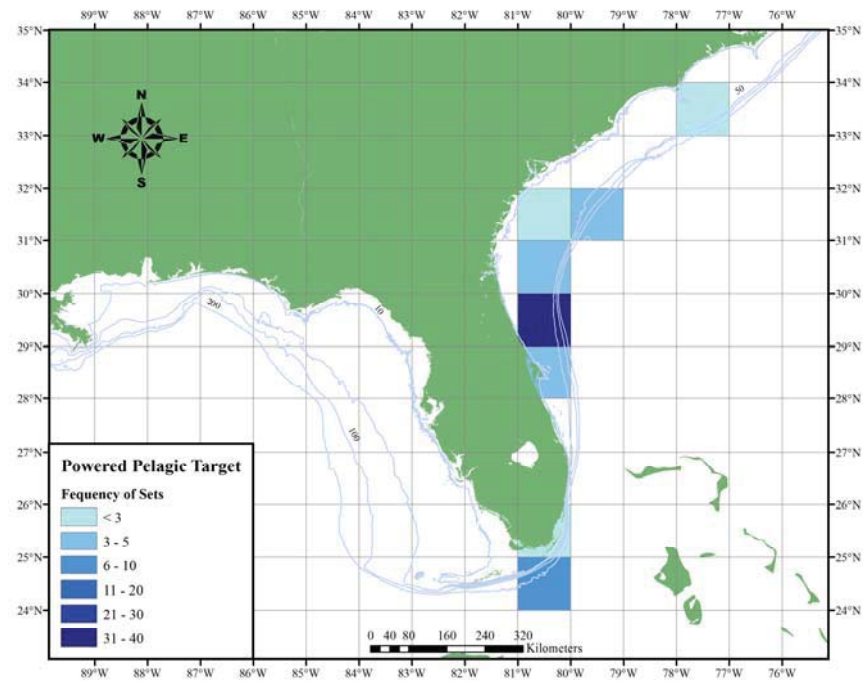 89°W 88°W 87°W 86°W 85°W 84°W 83°W 82°W 81°W 80°W 79°W 78°W 77°W 76°W
35°N 35°N
34°N 34°N
33°N 33°N
32°N 32°N
31°N 31°N
30°N 30°N
29°N 29°N
28°N 28°N
27°N 27°N
26°N 26°N
25°N 25°N
24°N 24°N
N
W E
S
50
200
10
100
Powered Pelagic Target
Fequency of Sets
< 3
3 - 5
6 - 10
11 - 20
21 - 30
31 - 40
0 40 80 160 240 320
Kilometers
89°W 88°W 87°W 86°W 85°W 84°W 83°W 82°W 81°W 80°W 79°W 78°W 77°W 76°W